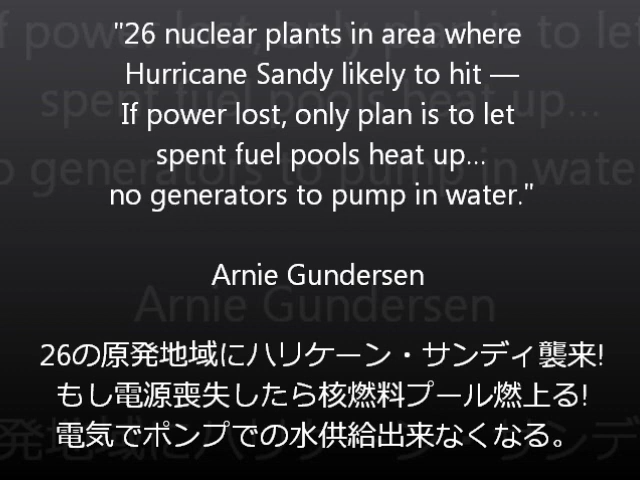 "26 nuclear plants in area where
Hurricane Sandy likely to hit —
If power lost, only plan is to let
spent fuel pools heat up...
no generators to pump in water."
Arnie Gundersen
26の原発地域にハリケーン・サンディ襲来!
もし電源喪失したら核燃料プール燃上る!
電気でポンプでの水供給出来なくなる。